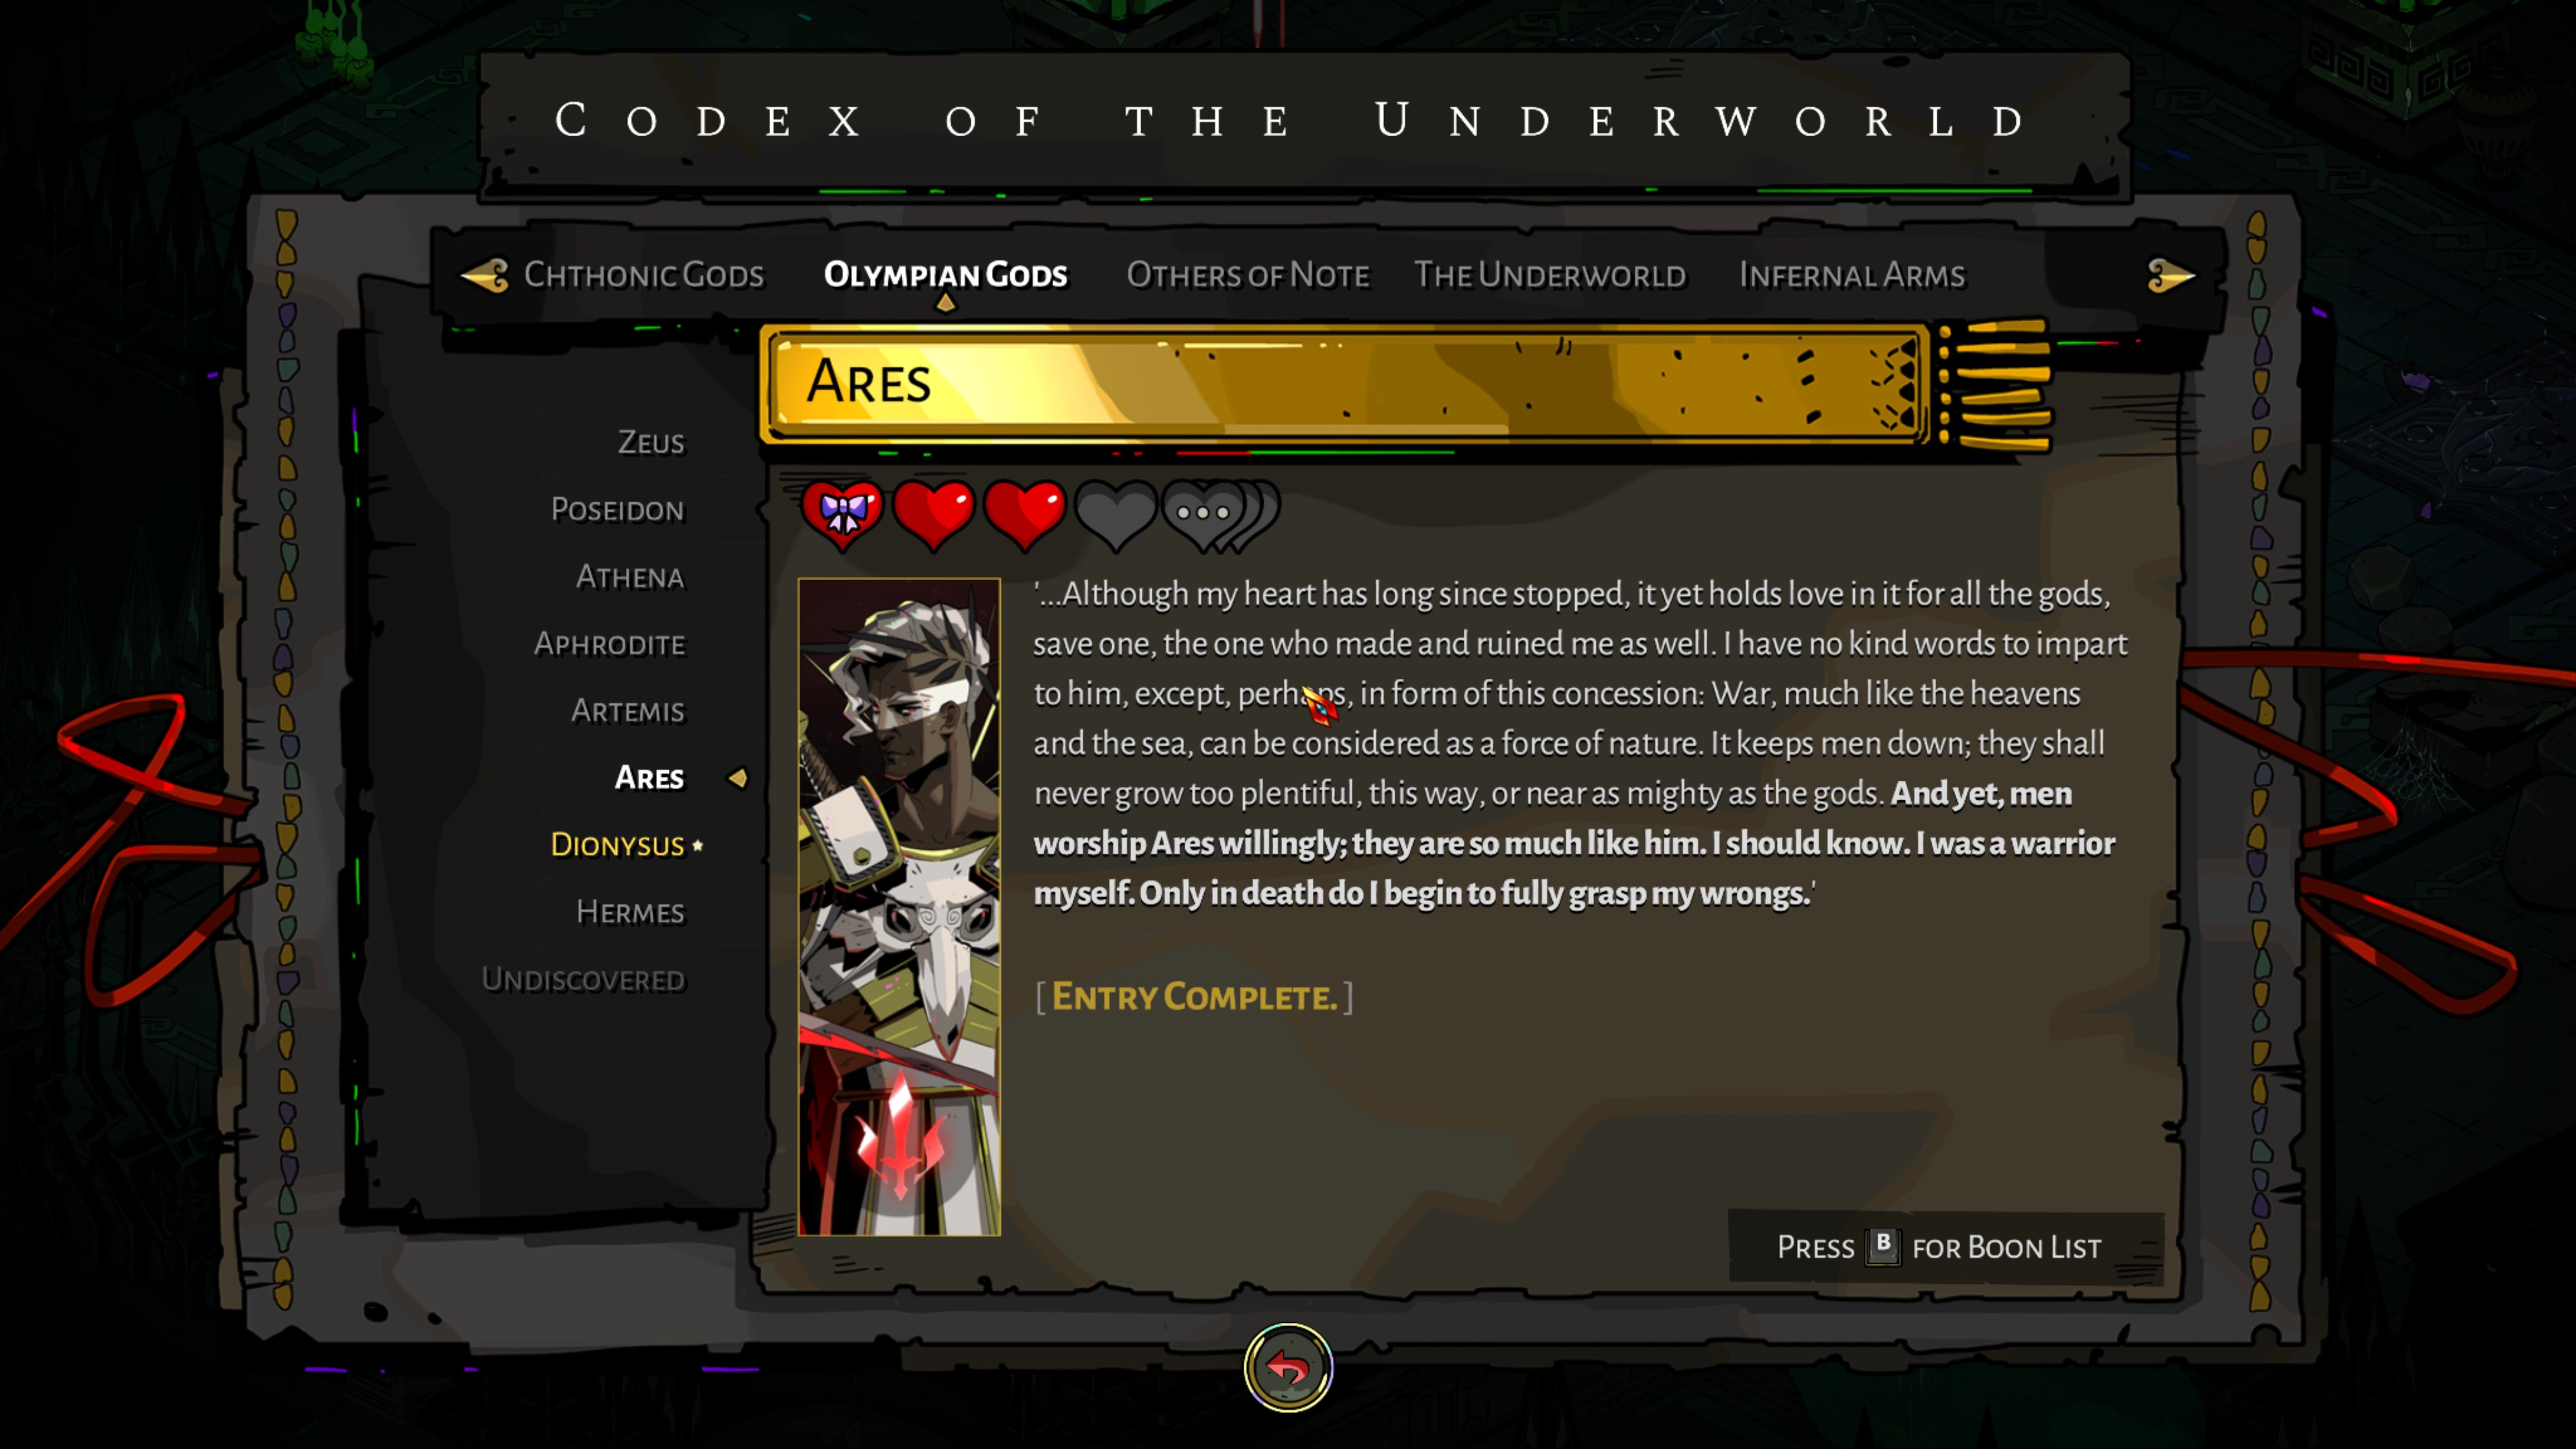 Codex of the Underworld
Chthonic Gods Olympian Gods Others of Note The Underworld Infernal Arms
Ares
Zeus
Poseidon
Athena
Aphrodite
Artemis
Ares
Dionysus
Hermes
Undiscovered
'...Although my heart has long since stopped, it yet holds love in it for all the gods,
save one, the one who made and ruined me as well. I have no kind words to impart
to him, except, perhaps, in form of this concession: War, much like the heavens
and the sea, can be considered as a force of nature. It keeps men down; they shall
never grow too plentiful, this way, or near as mighty as the gods. And yet, men
worship Ares willingly; they are so much like him. I should know. I was a warrior
myself. Only in death do I begin to fully grasp my wrongs.'
[Entry Complete.]
Press B for Boon List